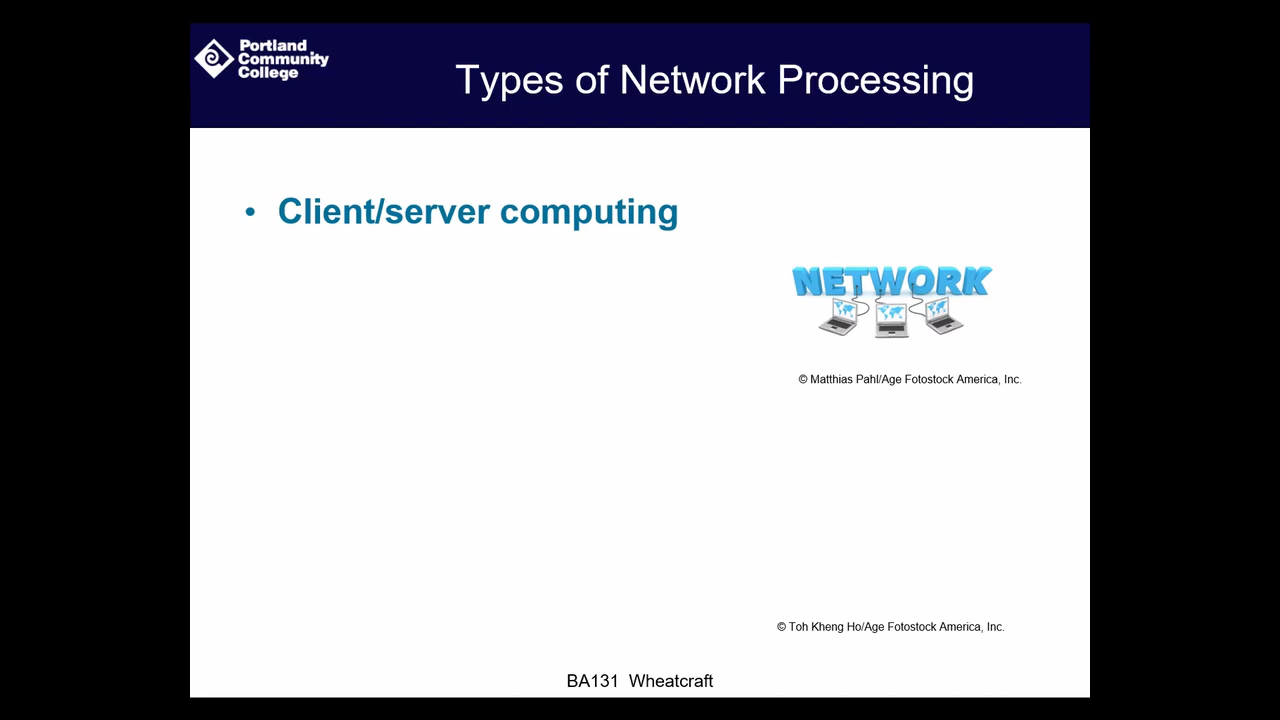 Portland
Community
College
Types of Network Processing
• Client/server computing
NETWORK
© Matthias Pahl/Age Fotostock America, Inc.
© Toh Kheng Ho/Age Fotostock America, Inc.
BA131 Wheatcraft